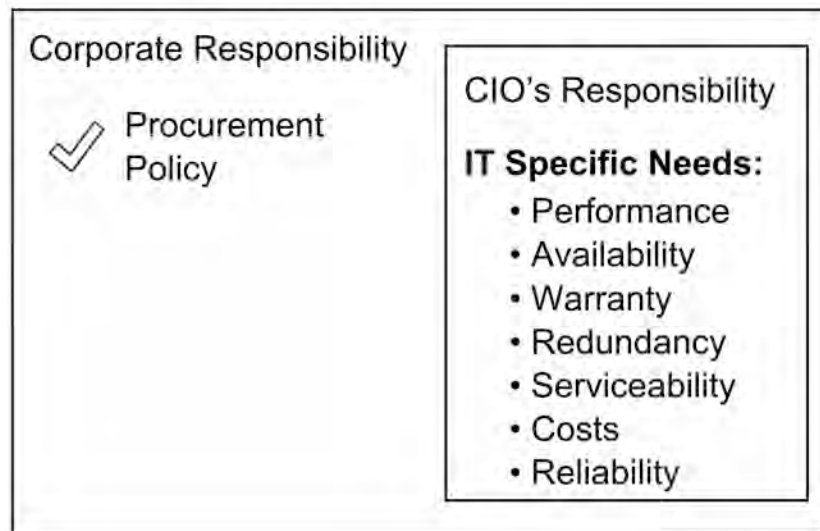 Corporate Responsibility
Procurement
Policy
CIO's Responsibility
IT Specific Needs:
• Performance
• Availability
• Warranty
• Redundancy
• Serviceability
• Costs
• Reliability